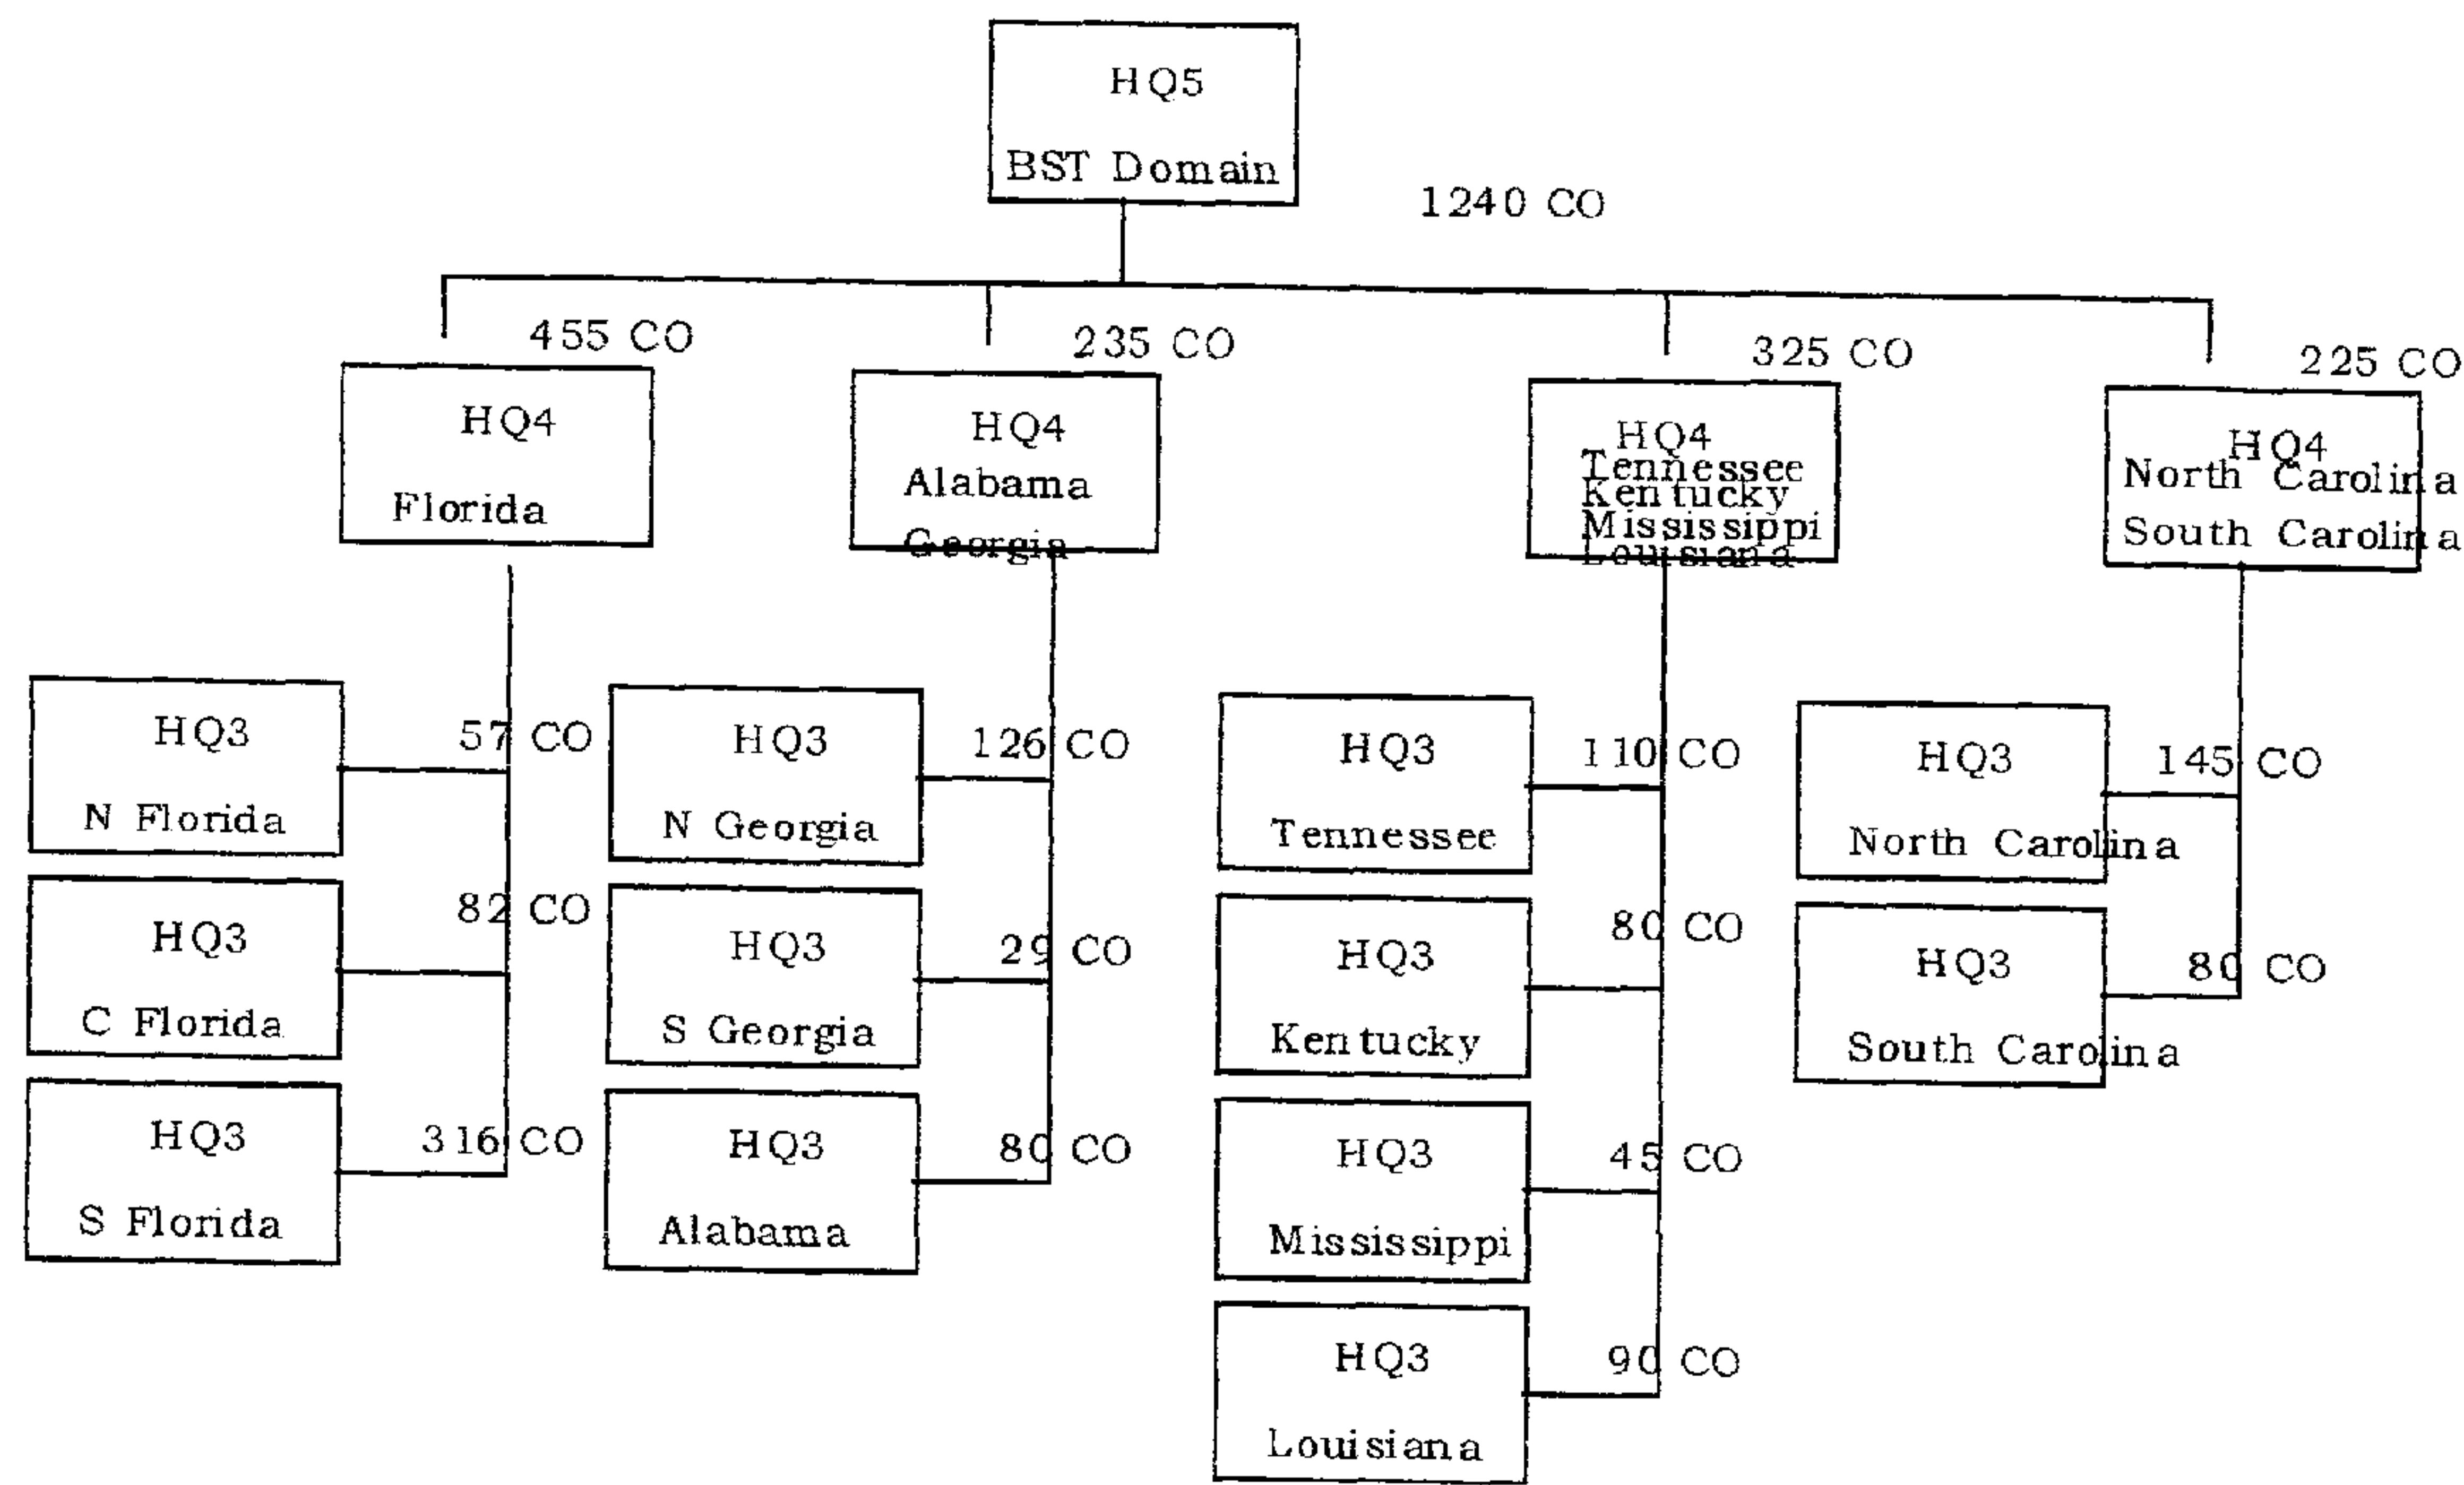 HQ5
BST Domain
1240 CO
455 CO
HQ4
Florida
235 CO
HQ4
Alabama
Georgia
325 CO
HQ4
Tennessee
Kentucky
Mississippi
Louisiana
225 CO
HQ4
North Carolina
South Carolina
HQ3
N Florida
57 CO
HQ3
C Florida
82 CO
HQ3
S Florida
316 CO
HQ3
N Georgia
126 CO
HQ3
S Georgia
29 CO
HQ3
Alabama
80 CO
HQ3
Tennessee
110 CO
HQ3
Kentucky
80 CO
HQ3
Mississippi
45 CO
HQ3
Louisiana
90 CO
HQ3
North Carolina
145 CO
HQ3
South Carolina
80 CO